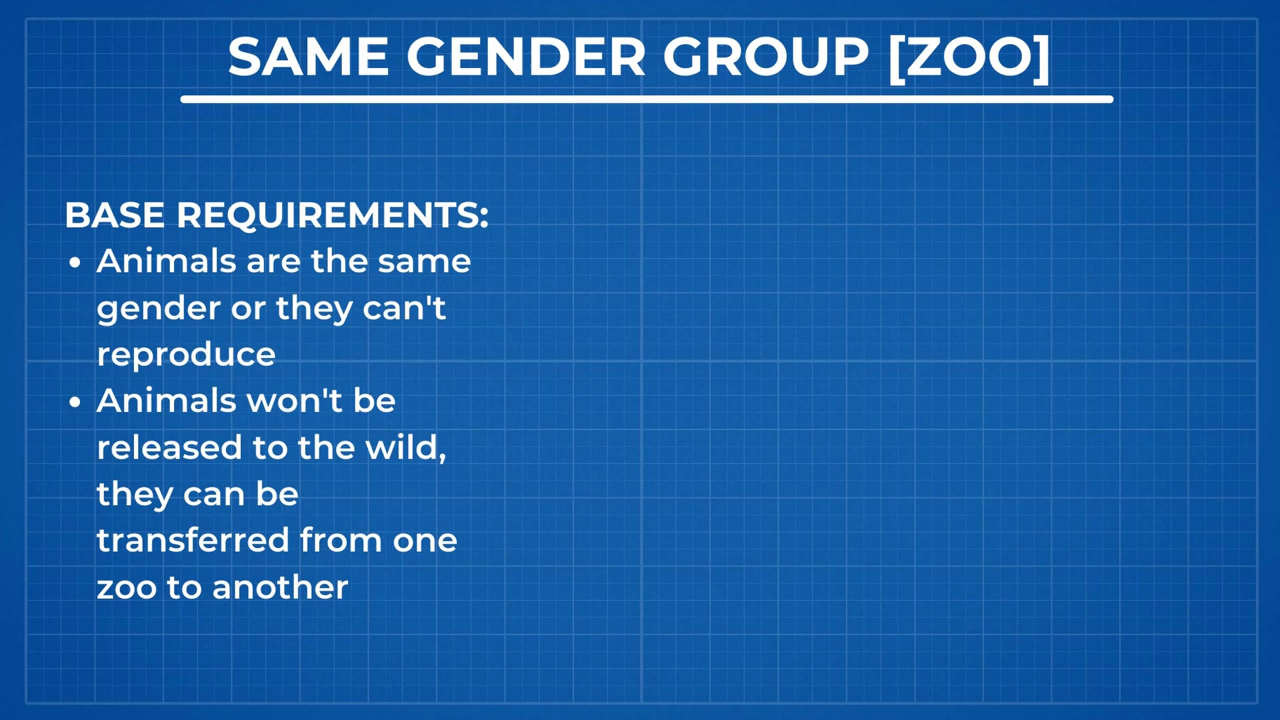 SAME GENDER GROUP [ZOO]
BASE REQUIREMENTS:
• Animals are the same
gender or they can't
reproduce
• Animals won't be
released to the wild,
they can be
transferred from one
zoo to another